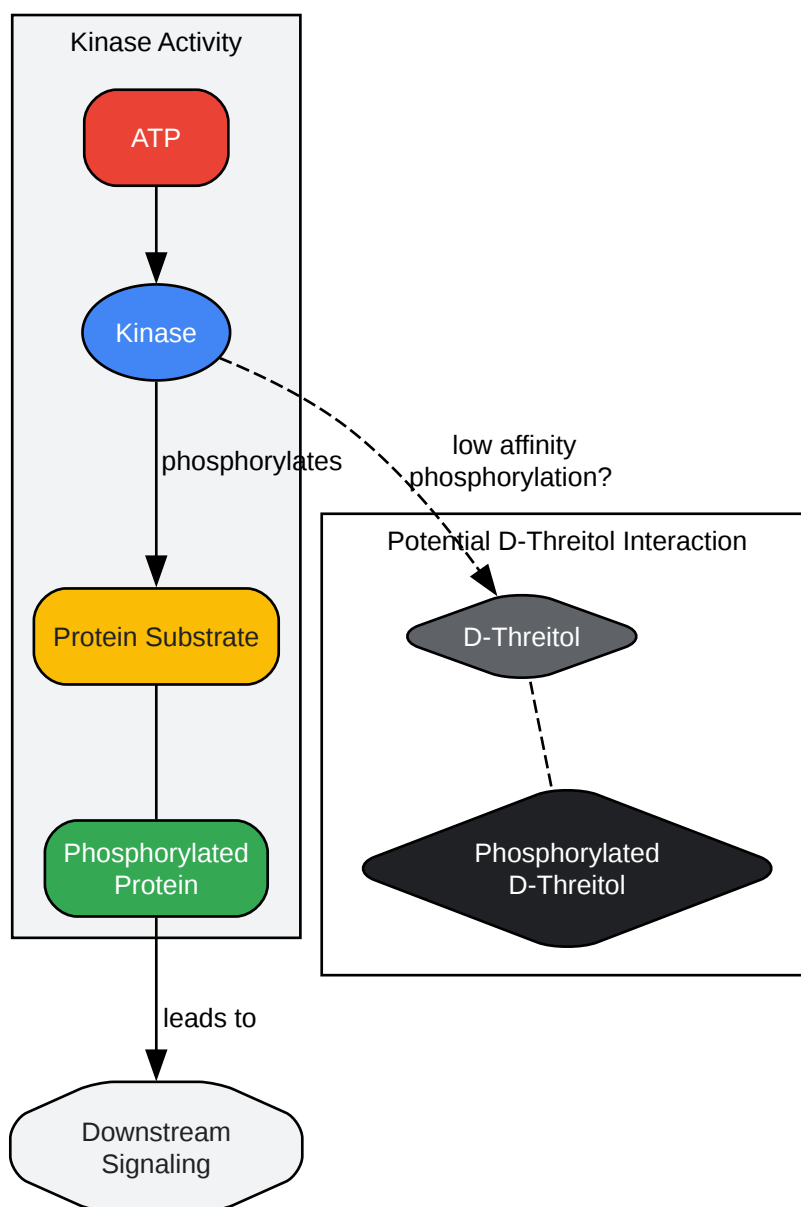 Kinase Activity
ATP
Kinase
phosphorylates
low affinity
phosphorylation?
Potential D-Threitol Interaction
Protein Substrate
D-Threitol
Phosphorylated
Protein
Phosphorylated
D-Threitol
leads to
Downstream
Signaling